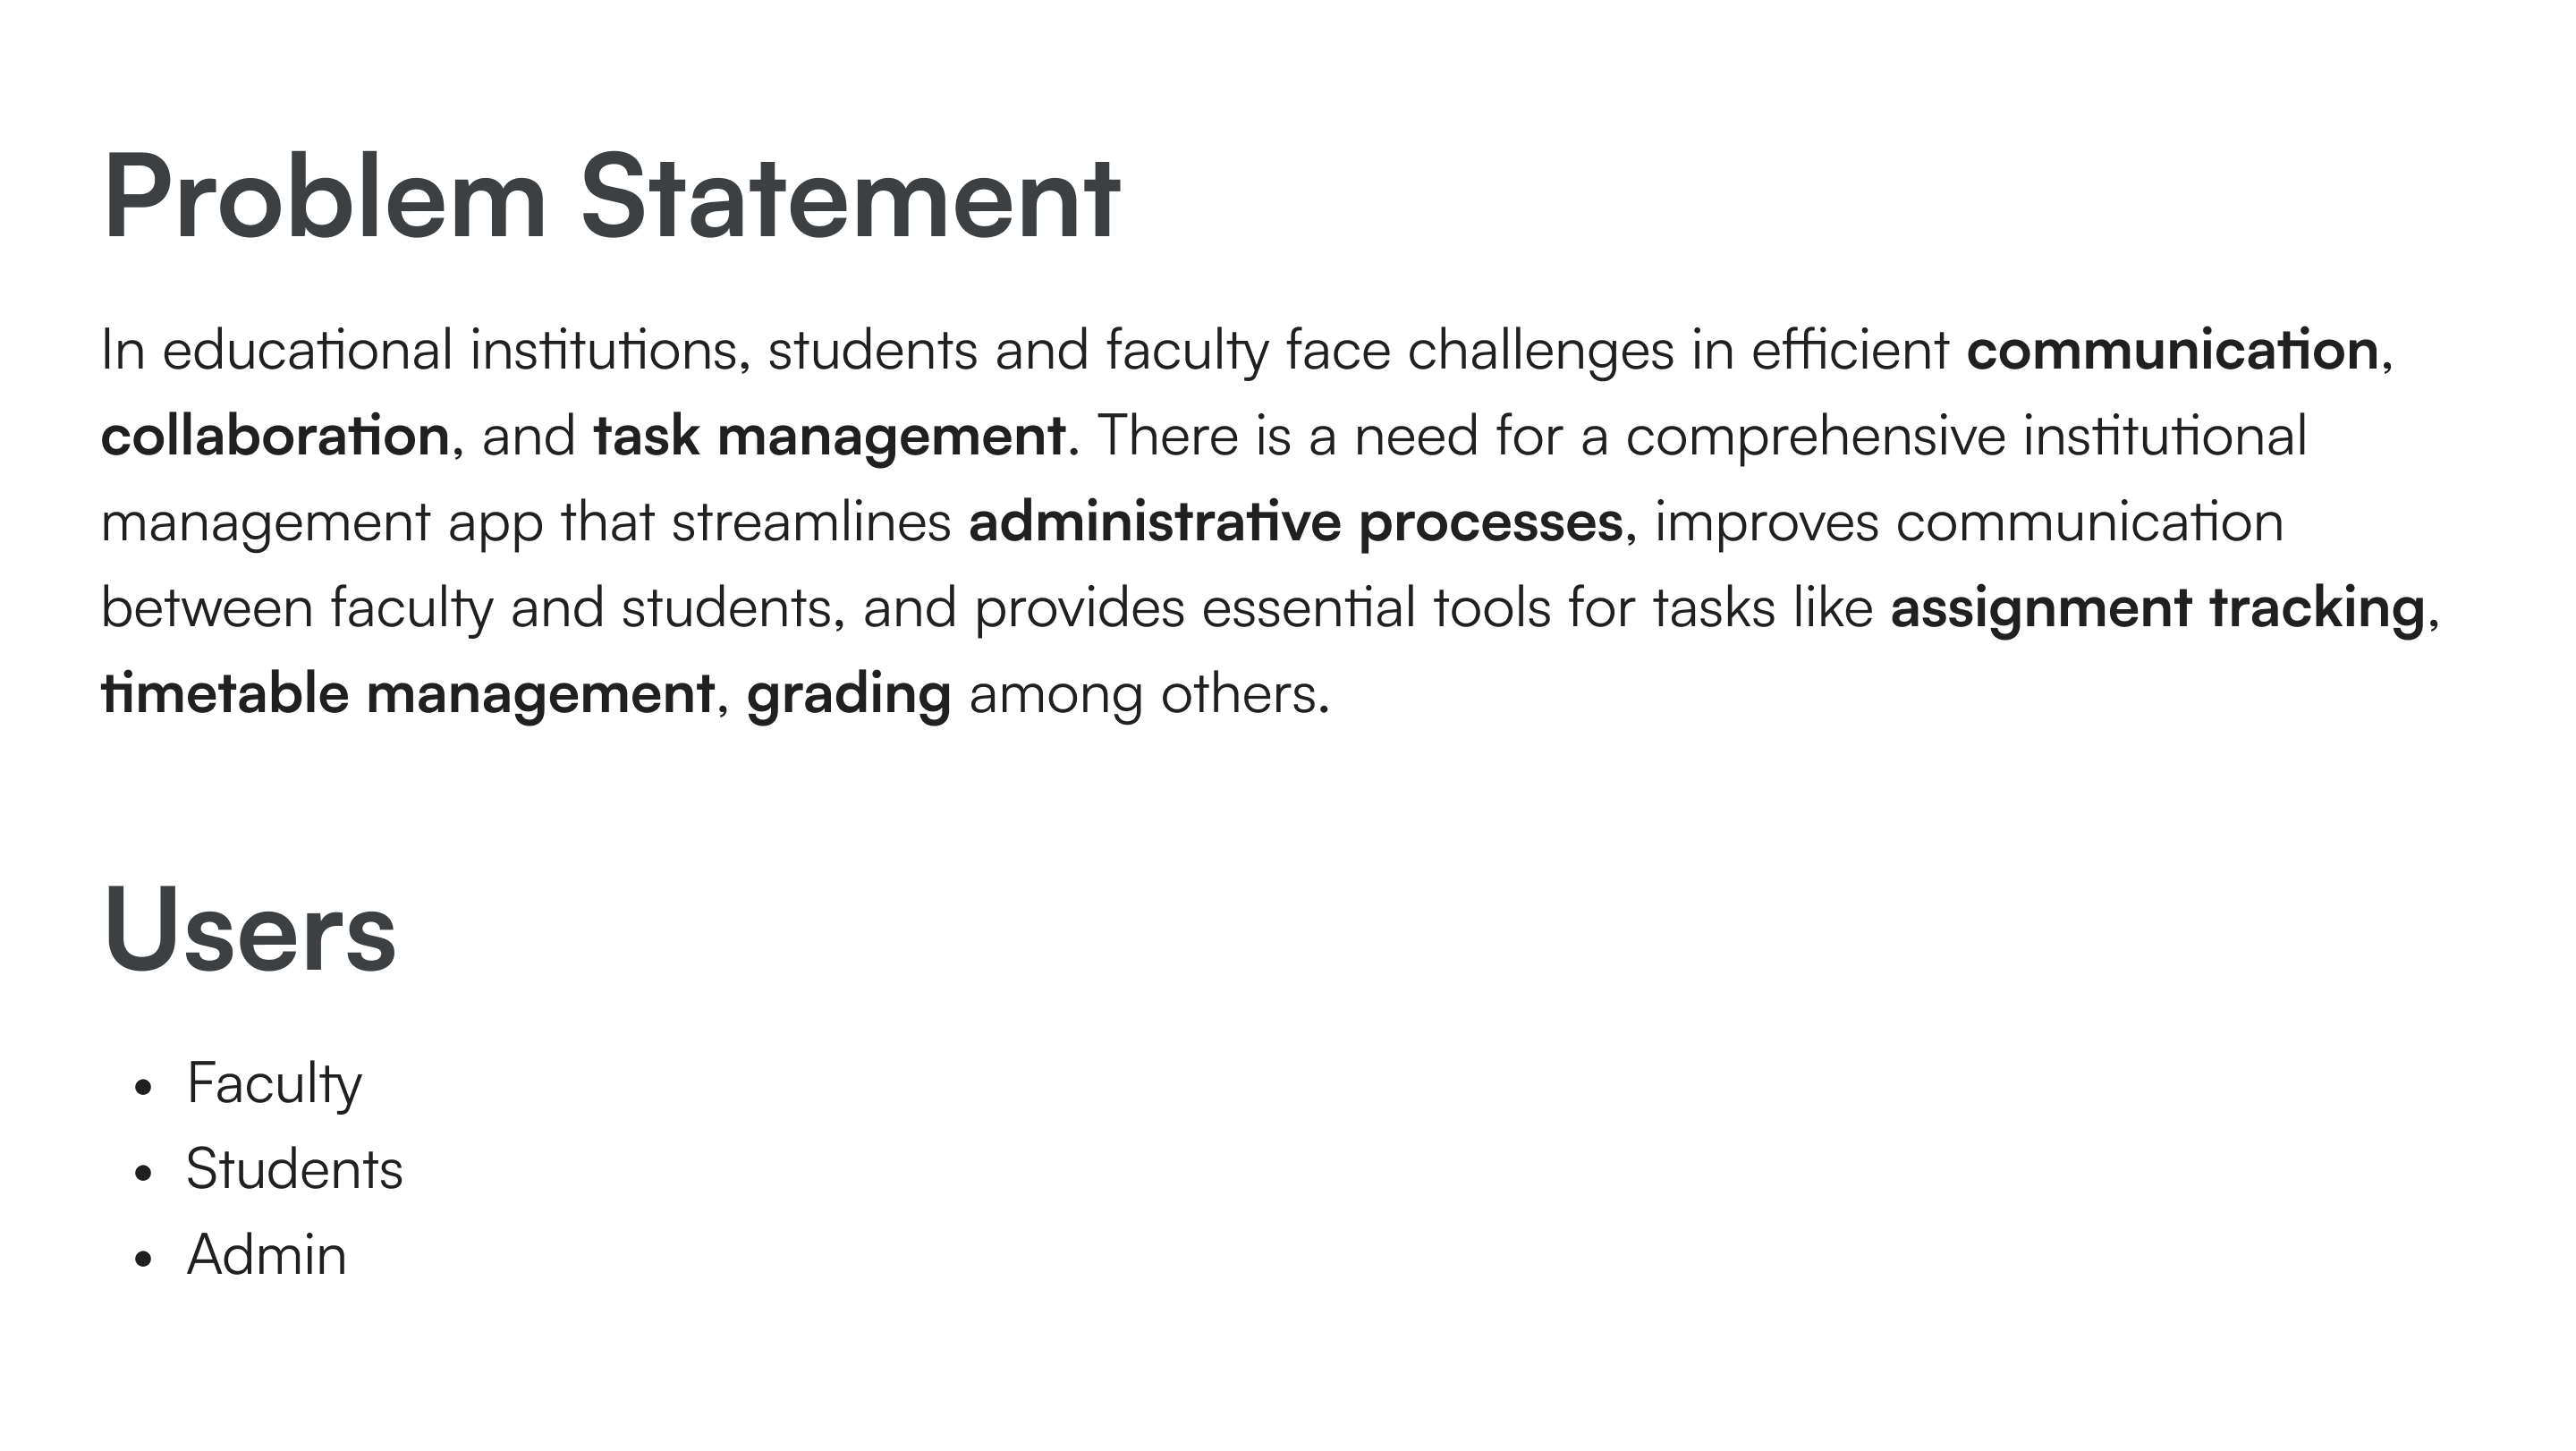 Problem Statement
In educational institutions, students and faculty face challenges in efficient communication,
collaboration, and task management. There is a need for a comprehensive institutional
management app that streamlines administrative processes, improves communication
between faculty and students, and provides essential tools for tasks like assignment tracking,
timetable management, grading among others.
Users
• Faculty
• Students
• Admin